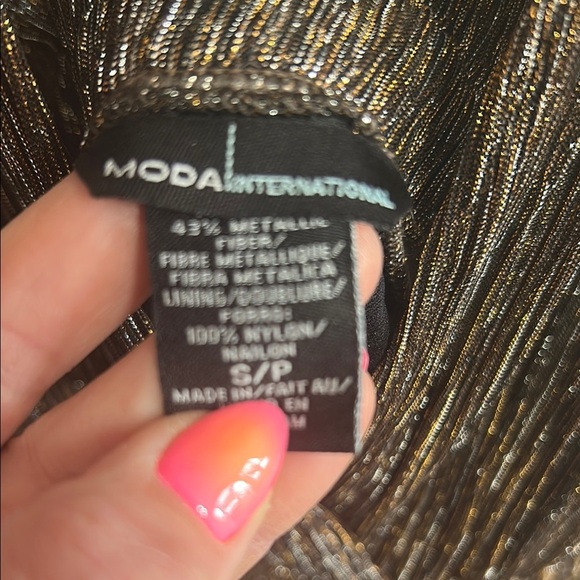 MODA INTERNATIONAL
43% METALLIC
FIBER/
FIBRE METALLIQUE/
FIBRA METALICA
LINING/DOUBLURE/
FORRO:
100% NYLON/
NAILON
S/P
MADE IN/FAIT AU/
EN